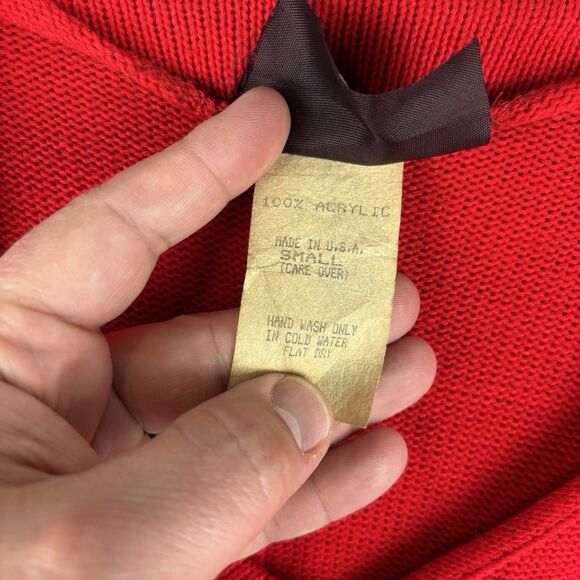 100% ACRYLIC
MADE IN U.S.A.
SMALL
(CARE OVER)
HAND WASH ONLY
IN COLD WATER
FLAT DRY